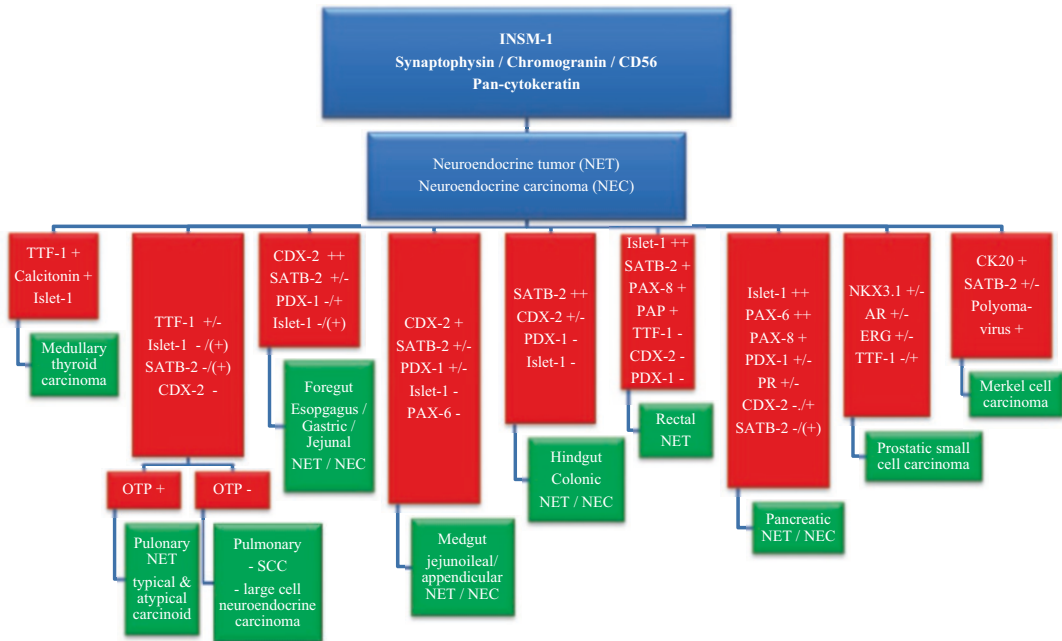 INSM-1
Synaptophysin / Chromogranin / CD56
Pan-cytokeratin
Neuroendocrine tumor (NET)
Neuroendocrine carcinoma (NEC)
TTF-1 +
Calcitonin +
Islet-1
Medullary
thyroid
carcinoma
TTF-1 +/-
Islet-1 - /(+)
SATB-2 -/(+)
CDX-2 -
OTP +
Pulonary
NET
typical &
atypical
carcinoid
OTP -
Pulmonary
- SCC
- large cell
neuroendocrine
carcinoma
CDX-2 ++
SATB-2 +/-
PDX-1 -/+
Islet-1 -/(+)
Foregut
Esopgagus /
Gastric /
Jejunal
NET / NEC
CDX-2 +
SATB-2 +/-
PDX-1 +/-
Islet-1 -
PAX-6 -
Medgut
jejunoileal/
appendicular
NET / NEC
SATB-2 ++
CDX-2 +/-
PDX-1 -
Islet-1 -
Hindgut
Colonic
NET / NEC
Islet-1 ++
SATB-2 +
PAX-8 +
PAP +
TTF-1 -
CDX-2 -
PDX-1 -
Rectal
NET
Islet-1 ++
PAX-6 ++
PAX-8 +
PDX-1 +/-
PR +/-
CDX-2 -./+
SATB-2 -/(+)
Pancreatic
NET / NEC
NKX3.1 +/-
AR +/-
ERG +/-
TTF-1 -/+
Prostatic small
cell carcinoma
CK20 +
SATB-2 +/-
Polyoma-
virus +
Merkel cell
carcinoma